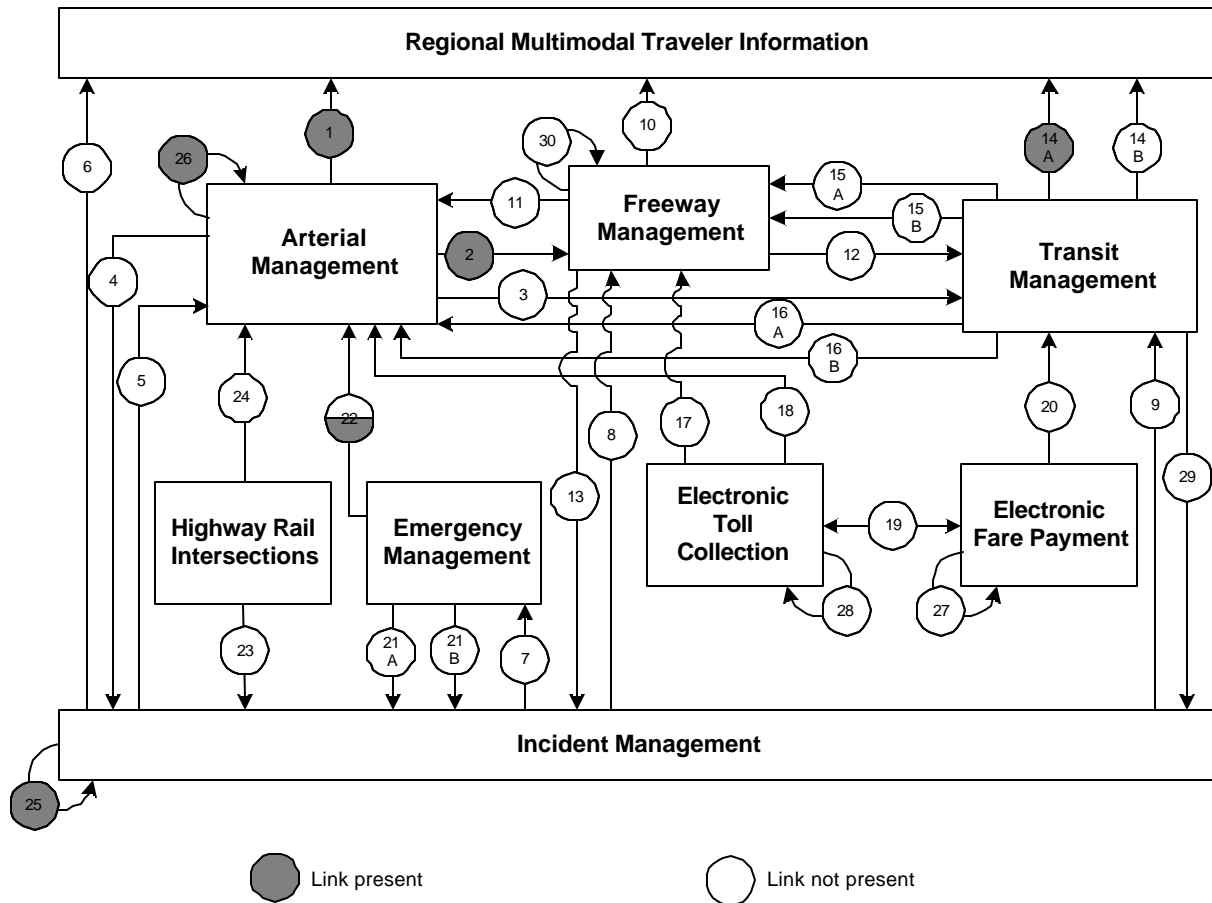 Regional Multimodal Traveler Information
1
10
14
A
14
B
6
26
30
15
A
11
Freeway
Management
15
B
Arterial
Management
2
12
Transit
Management
4
3
16
A
16
B
5
24
22
8
17
18
20
9
13
29
Highway Rail
Intersections
Emergency
Management
Electronic
Toll
Collection
19
Electronic
Fare Payment
28
27
23
21
A
21
B
7
Incident Management
25
Link present
Link not present